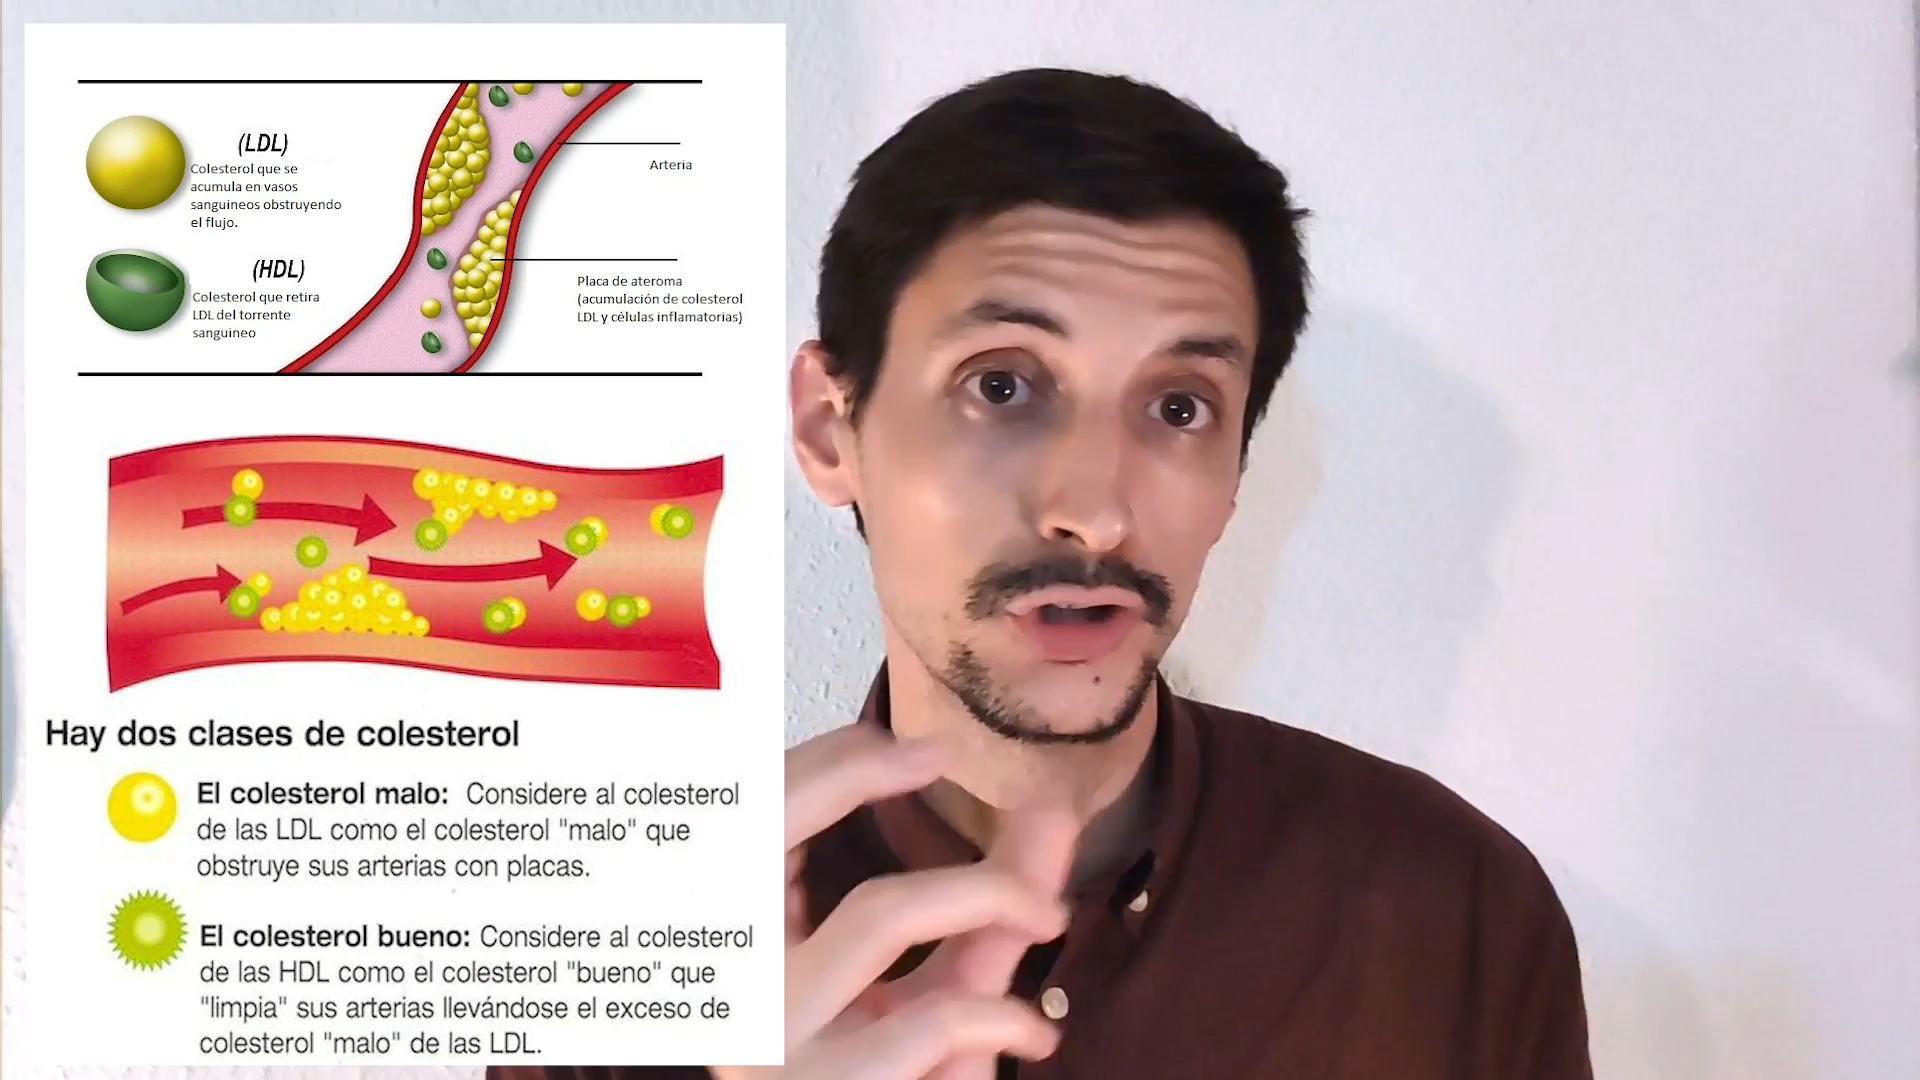 (LDL)
Colesterol que se
acumula en vasos
sanguineos obstruyendo
el flujo.
Arteria
(HDL)
Colesterol que retira
LDL del torrente
sanguineo
Placa de ateroma
(acumulación de colesterol
LDL y células inflamatorias)
Hay dos clases de colesterol
El colesterol malo: Considere al colesterol
de las LDL como el colesterol "malo" que
obstruye sus arterias con placas.
El colesterol bueno: Considere al colesterol
de las HDL como el colesterol "bueno" que
"limpia" sus arterias llevándose el exceso de
colesterol "malo" de las LDL.